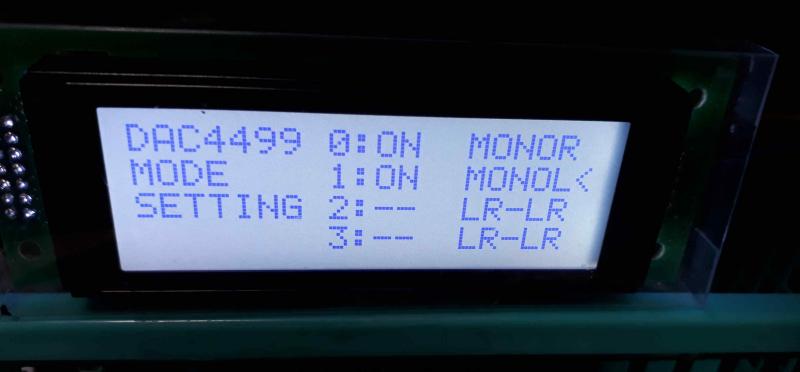 DAC4499 0:ON MONOR
MODE 1:ON MONOL<
SETTING 2:-- LR-LR
3:-- LR-LR